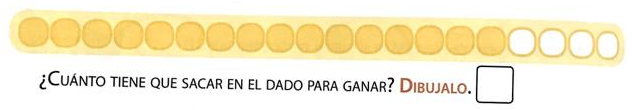 ¿CUÁNTO TIENE QUE SACAR EN EL DADO PARA GANAR? DIBUJALO.